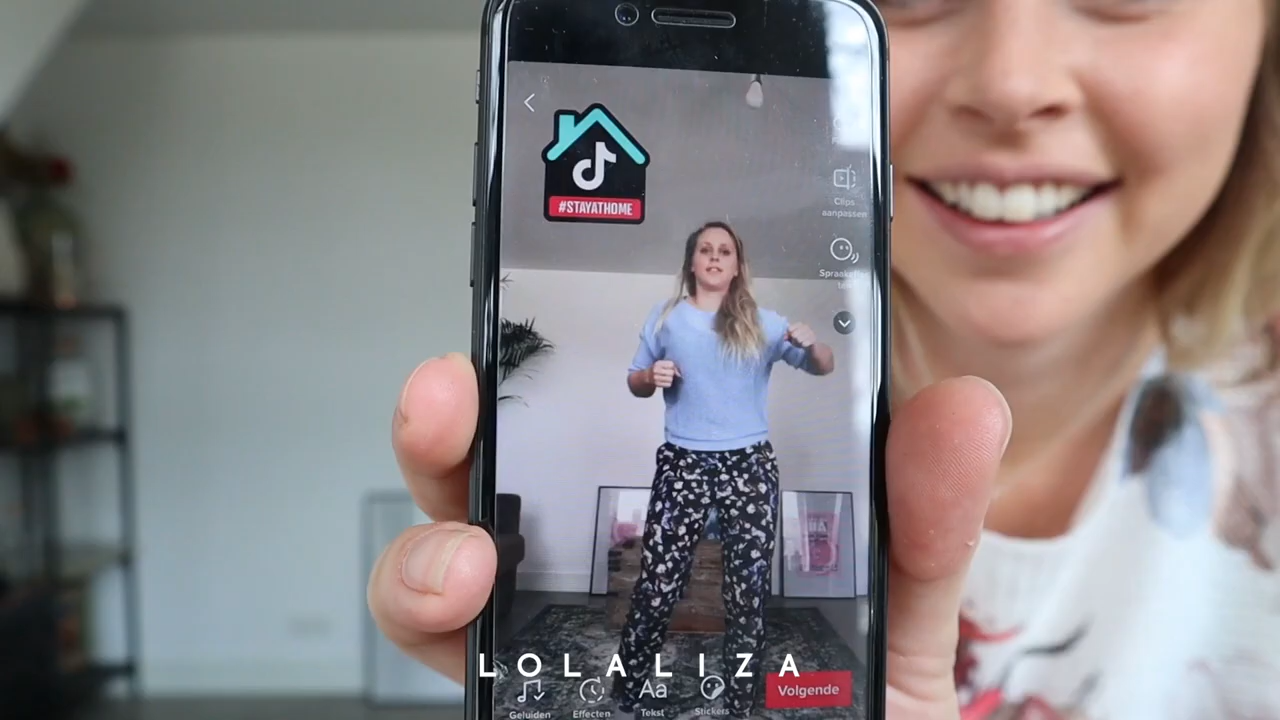 #STAYATHOME
Clips
aanpassen
LOLALIZA
Geluiden
Effecten
Aa
Tekst
Stickers
Volgende